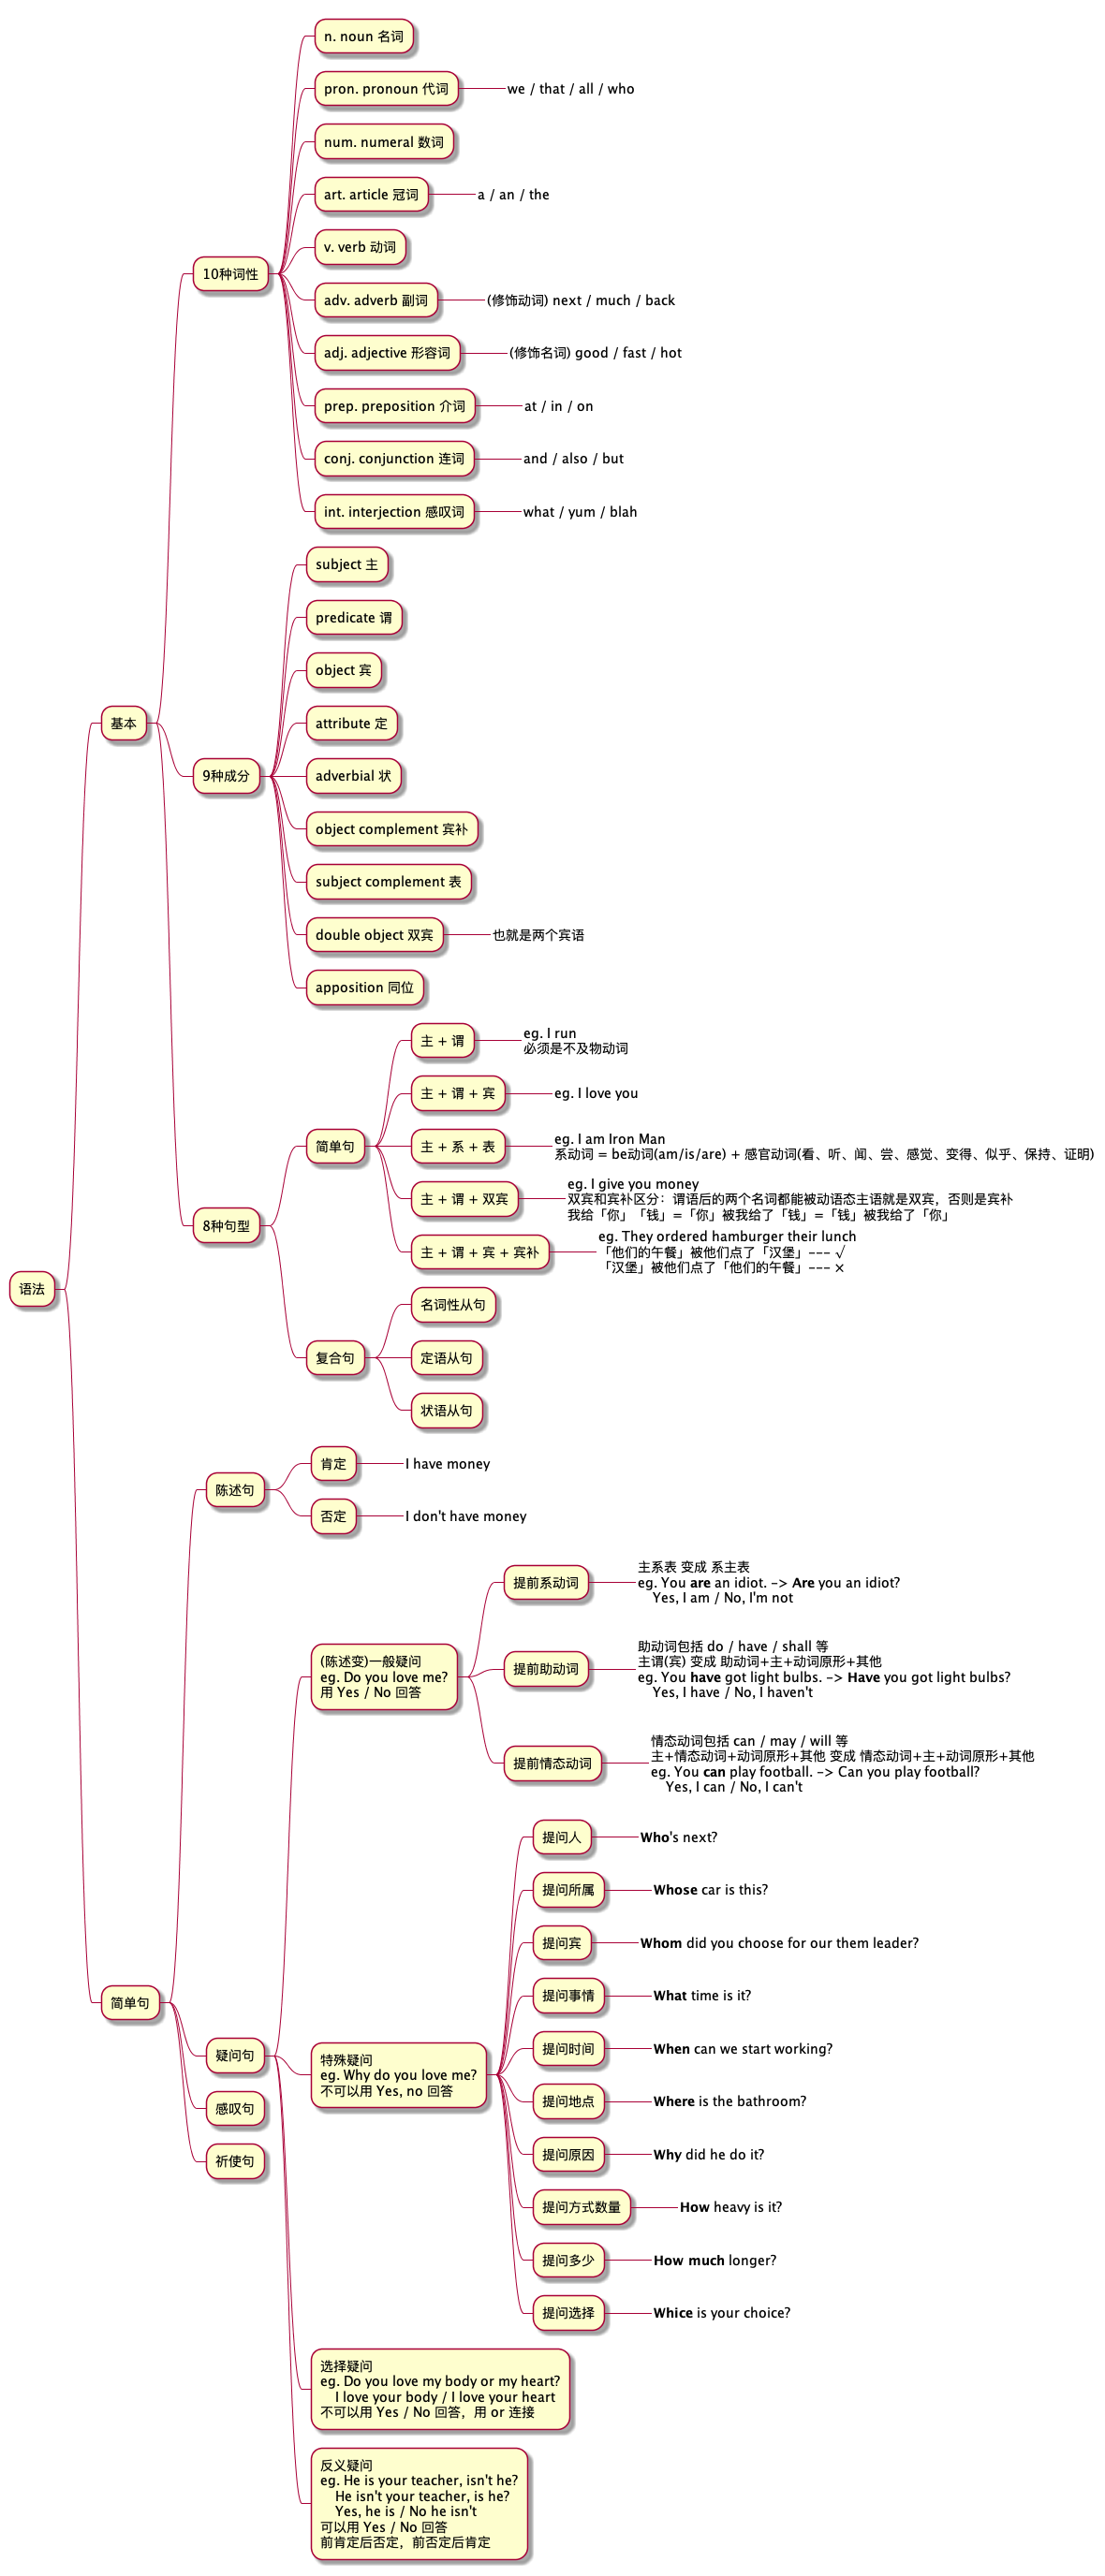 语法
基本
10种词性
n. noun 名词
pron. pronoun 代词
we / that / all / who
num. numeral 数词
art. article 冠词
a / an / the
v. verb 动词
adv. adverb 副词
(修饰动词) next / much / back
adj. adjective 形容词
(修饰名词) good / fast / hot
prep. preposition 介词
at / in / on
conj. conjunction 连词
and / also / but
int. interjection 感叹词
what / yum / blah
9种成分
subject 主
predicate 谓
object 宾
attribute 定
adverbial 状
object complement 宾补
subject complement 表
double object 双宾
也就是两个宾语
apposition 同位
8种句型
简单句
主 + 谓
eg. I run
必须是不及物动词
主 + 谓 + 宾
eg. I love you
主 + 系 + 表
eg. I am Iron Man
系动词 = be动词(am/is/are) + 感官动词(看、听、闻、尝、感觉、变得、似乎、保持、证明)
主 + 谓 + 双宾
eg. I give you money
双宾和宾补区分：谓语后的两个名词都能被动语态主语就是双宾，否则是宾补
我给「你」「钱」=「你」被我给了「钱」=「钱」被我给了「你」
主 + 谓 + 宾 + 宾补
eg. They ordered hamburger their lunch
「他们的午餐」被他们点了「汉堡」--- √
「汉堡」被他们点了「他们的午餐」--- ×
复合句
名词性从句
定语从句
状语从句
简单句
陈述句
肯定
I have money
否定
I don't have money
疑问句
(陈述变)一般疑问
eg. Do you love me?
用 Yes / No 回答
提前系动词
主系表 变成 系主表
eg. You are an idiot. -> Are you an idiot?
Yes, I am / No, I'm not
提前助动词
助动词包括 do / have / shall 等
主谓(宾) 变成 助动词+主+动词原形+其他
eg. You have got light bulbs. -> Have you got light bulbs?
Yes, I have / No, I haven't
提前情态动词
情态动词包括 can / may / will 等
主+情态动词+动词原形+其他 变成 情态动词+主+动词原形+其他
eg. You can play football. -> Can you play football?
Yes, I can / No, I can't
特殊疑问
eg. Why do you love me?
不可以用 Yes, no 回答
提问人
Who's next?
提问所属
Whose car is this?
提问宾
Whom did you choose for our them leader?
提问事情
What time is it?
提问时间
When can we start working?
提问地点
Where is the bathroom?
提问原因
Why did he do it?
提问方式数量
How heavy is it?
提问多少
How much longer?
提问选择
Whice is your choice?
选择疑问
eg. Do you love my body or my heart?
I love your body / I love your heart
不可以用 Yes / No 回答，用 or 连接
反义疑问
eg. He is your teacher, isn't he?
He isn't your teacher, is he?
Yes, he is / No he isn't
可以用 Yes / No 回答
前肯定后否定，前否定后肯定
感叹句
祈使句